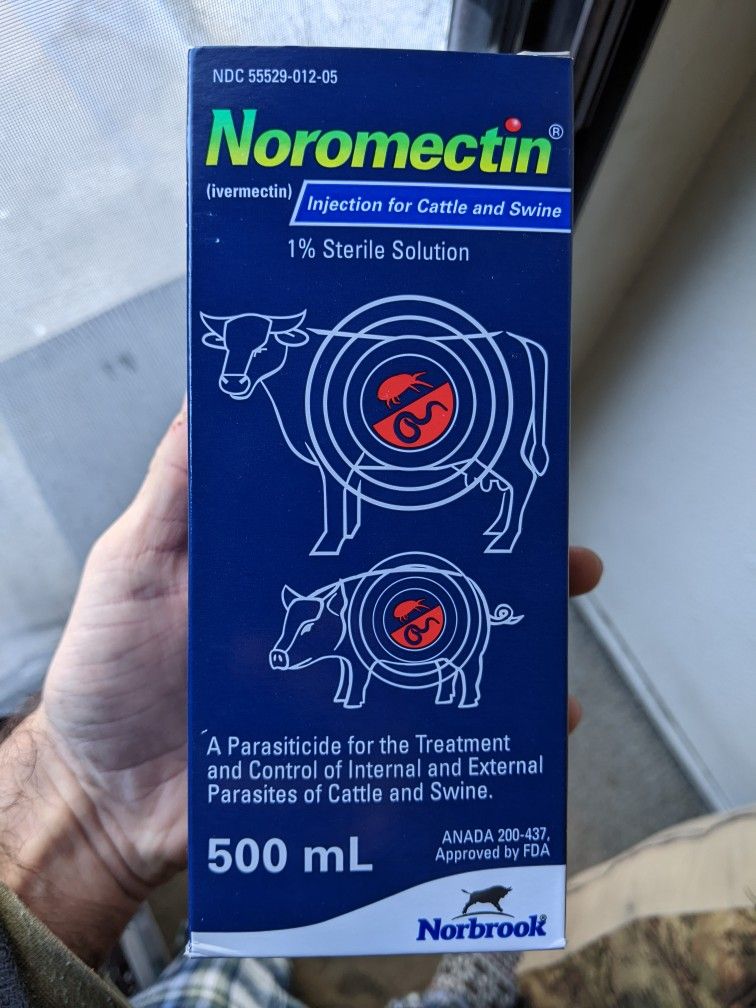 NDC 55529-012-05
Noromectin®
(ivermectin) Injection for Cattle and Swine
1% Sterile Solution
A Parasiticide for the Treatment
and Control of Internal and External
Parasites of Cattle and Swine.
500 mL
ANADA 200-437,
Approved by FDA
Norbrook®